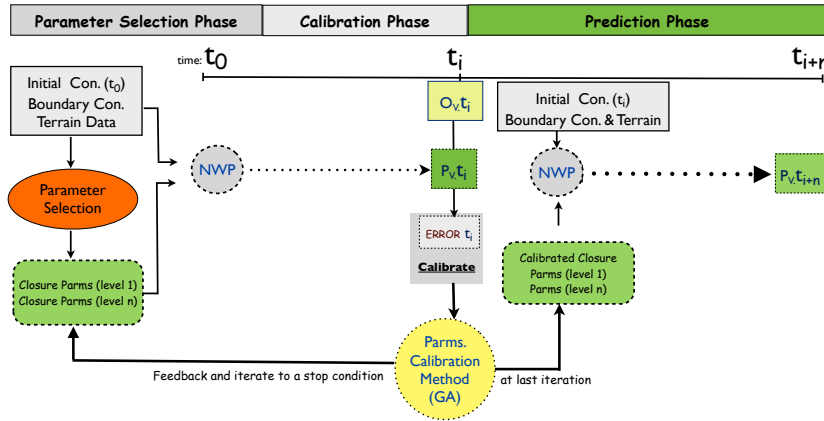 Parameter Selection Phase
Calibration Phase
Prediction Phase
time: t0
ti
ti+n
Initial Con. (t0)
Boundary Con.
Terrain Data
Ov.ti
Initial Con. (ti)
Boundary Con. & Terrain
NWP
Pv.ti
NWP
Pv.ti+n
Parameter
Selection
ERROR ti
Calibrate
Closure Parms (level 1)
Closure Parms (level n)
Calibrated Closure
Parms (level 1)
Parms (level n)
Parms.
Calibration
Method
(GA)
Feedback and iterate to a stop condition
at last iteration